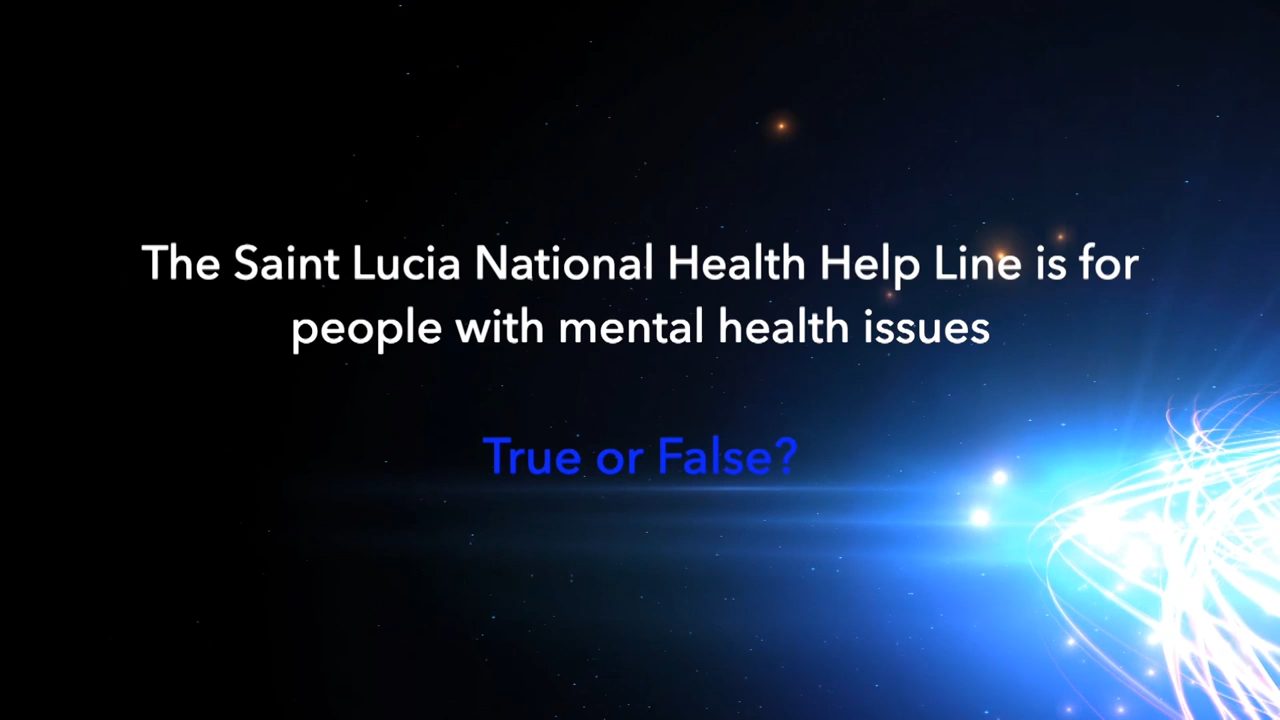 The Saint Lucia National Health Help Line is for
people with mental health issues
True or False?